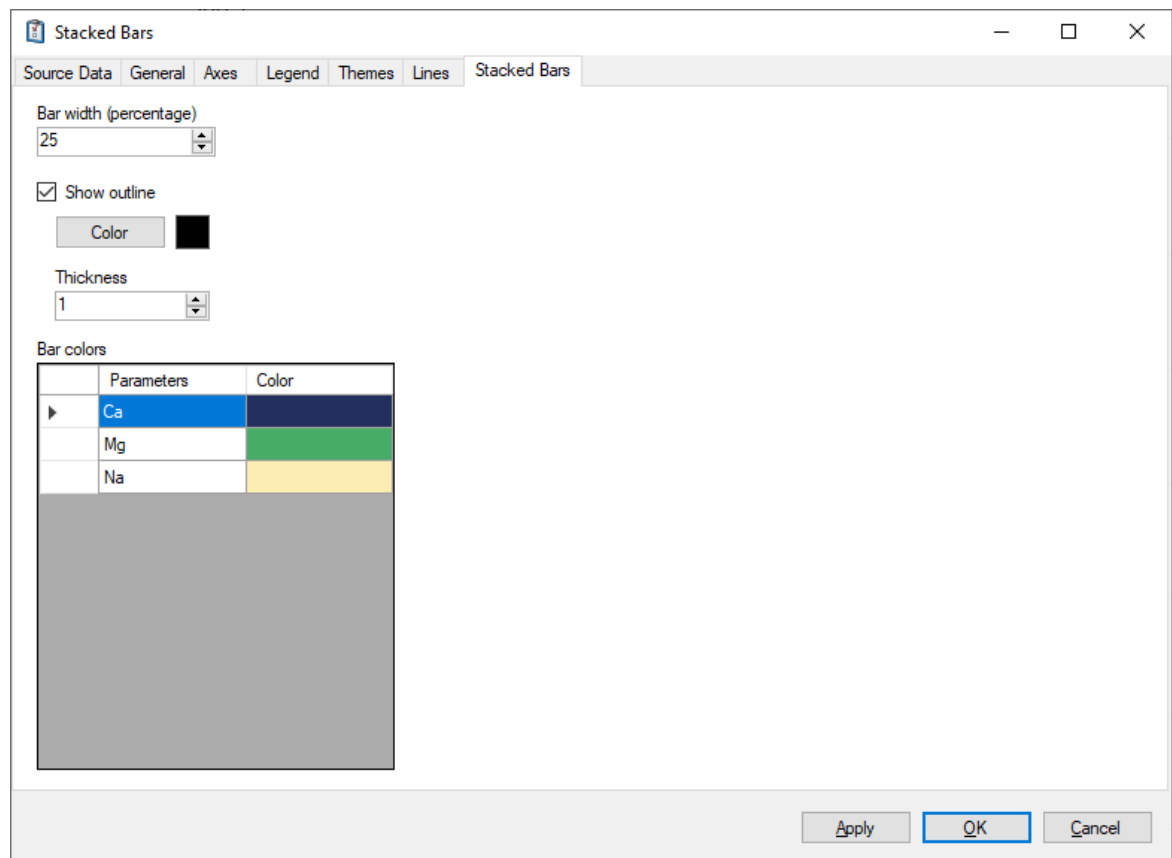 Stacked Bars
Source Data General Axes Legend Themes Lines Stacked Bars
Bar width (percentage)
25
Show outline
Color
Thickness
1
Bar colors
Parameters Color
Ca
Mg
Na
Apply OK Cancel